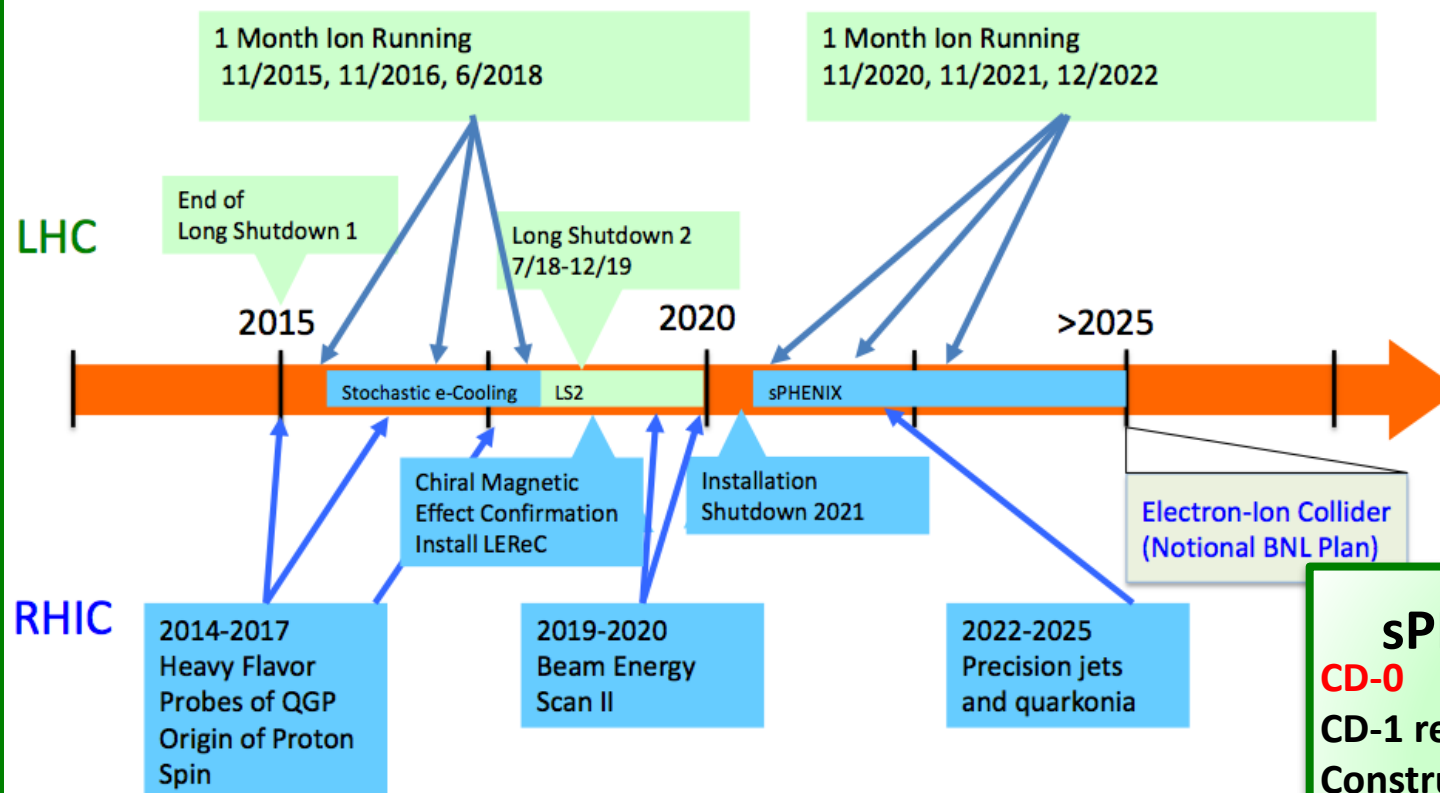 1 Month Ion Running
11/2015, 11/2016, 6/2018
1 Month Ion Running
11/2020, 11/2021, 12/2022
End of
Long Shutdown 1
LHC
Long Shutdown 2
7/18-12/19
2015
2020
>2025
Stochastic e-Cooling
LS2
sPHENIX
Chiral Magnetic
Effect Confirmation
Install LEReC
Installation
Shutdown 2021
Electron-Ion Collider
(Notional BNL Plan)
RHIC
2014-2017
Heavy Flavor
Probes of QGP
Origin of Proton
Spin
2019-2020
Beam Energy
Scan II
2022-2025
Precision jets
and quarkonia
CD-0
CD-1